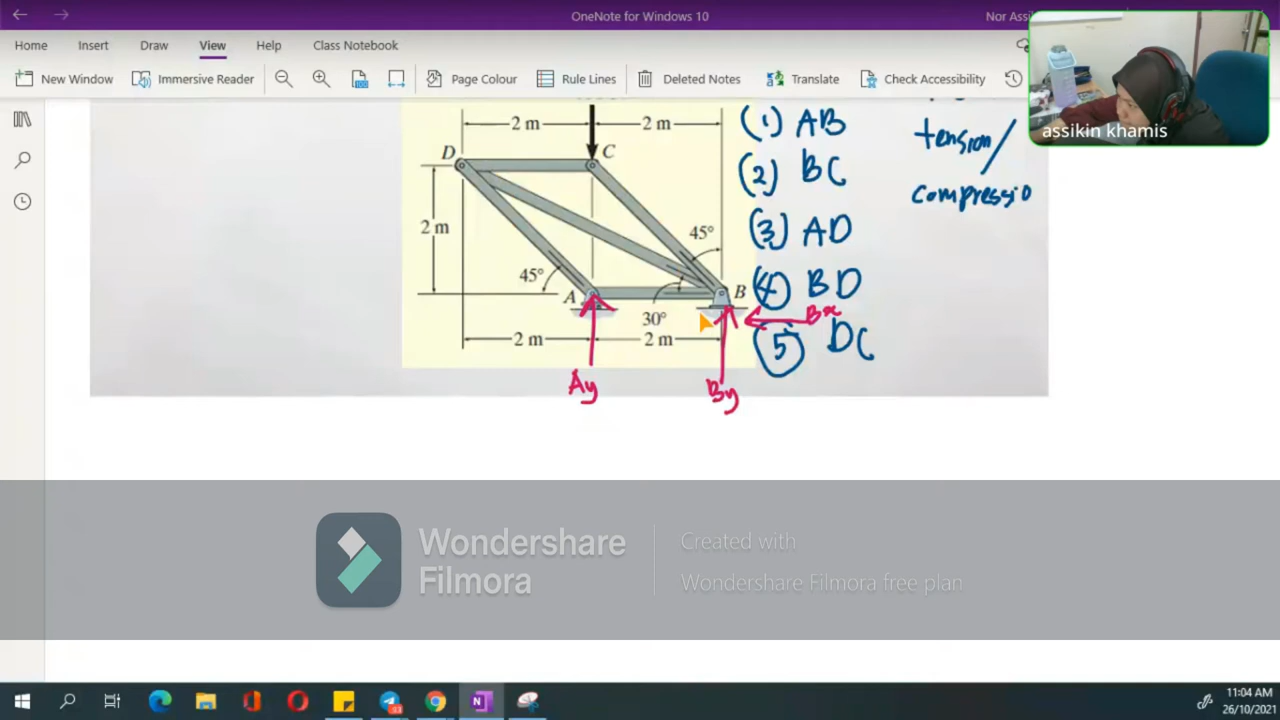 OneNote for Windows 10
Nor Assi
Home
Insert
Draw
View
Help
Class Notebook
New Window
Immersive Reader
Page Colour
Rule Lines
Deleted Notes
Translate
Check Accessibility
assikin khamis
2 m
2 m
D
C
2 m
45°
45°
A
B
30°
2 m
2 m
Ay
By
Bx
(1) AB
(2) BC
(3) AD
(4) BD
(5) DC
tension/
compressio
Wondershare
Filmora
Created with
Wondershare Filmora free plan
11:04 AM
26/10/2021